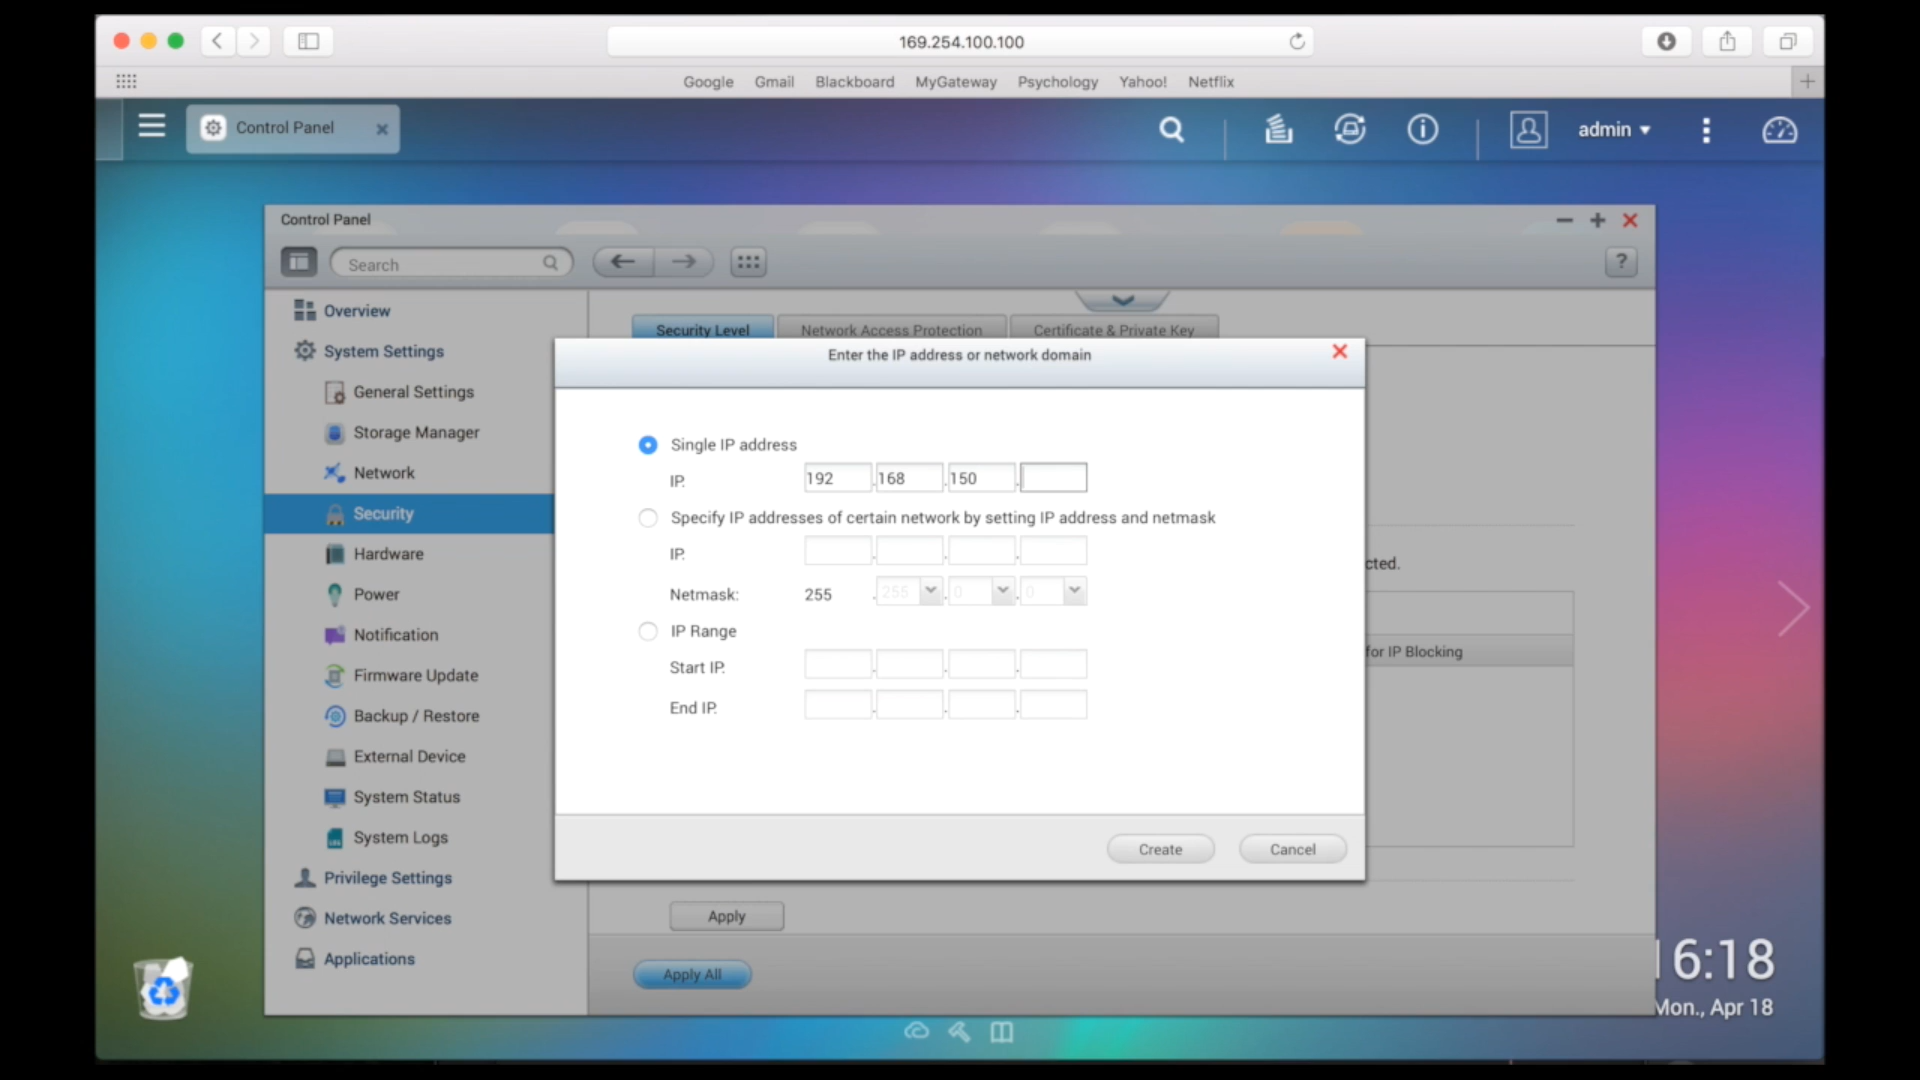 169.254.100.100
Google Gmail Blackboard MyGateway Psychology Yahoo! Netflix
Control Panel
admin
Control Panel
Search
?
Overview
System Settings
General Settings
Storage Manager
Network
Security
Hardware
Power
Notification
Firmware Update
Backup / Restore
External Device
System Status
System Logs
Privilege Settings
Network Services
Applications
Security Level Network Access Protection Certificate & Private Key
Enter the IP address or network domain
Single IP address
IP: 192 . 168 . 150 .
Specify IP addresses of certain network by setting IP address and netmask
IP: . . .
Netmask: 255 . 255 . 0 . 0
IP Range
Start IP: . . .
End IP: . . .
Create Cancel
cted.
for IP Blocking
Apply
Apply All
16:18
Mon., Apr 18